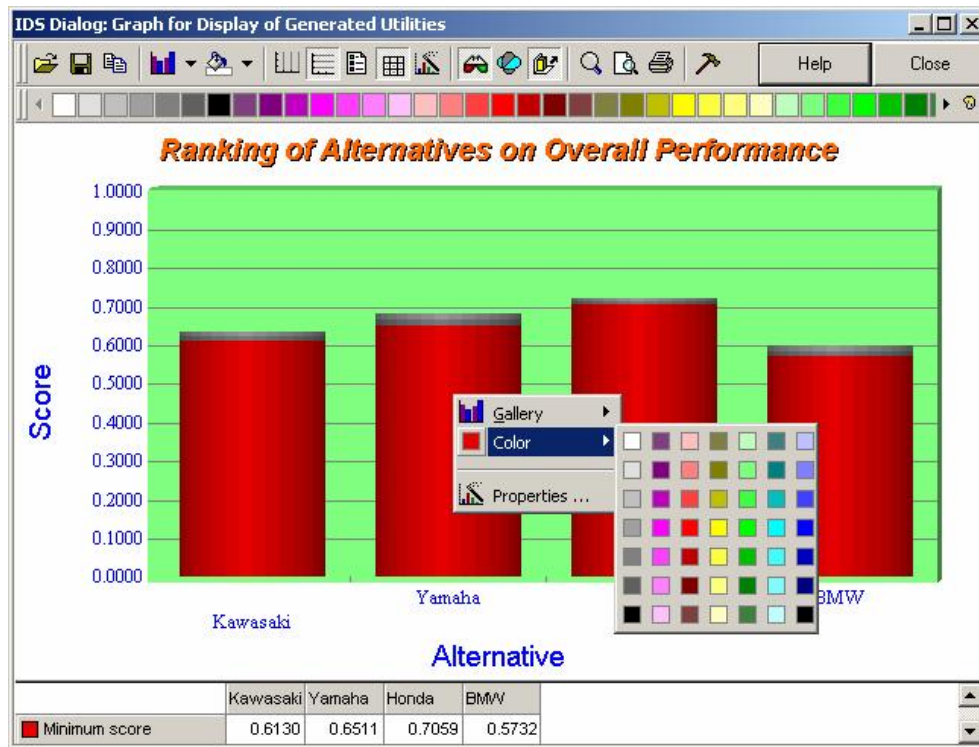 IDS Dialog: Graph for Display of Generated Utilities
Help Close
Ranking of Alternatives on Overall Performance
1.0000
0.9000
0.8000
0.7000
0.6000
0.5000
0.4000
0.3000
0.2000
0.1000
0.0000
Score
Gallery
Color
Properties ...
Yamaha BMW
Kawasaki
Alternative
Kawasaki Yamaha Honda BMW
Minimum score 0.6130 0.6511 0.7059 0.5732